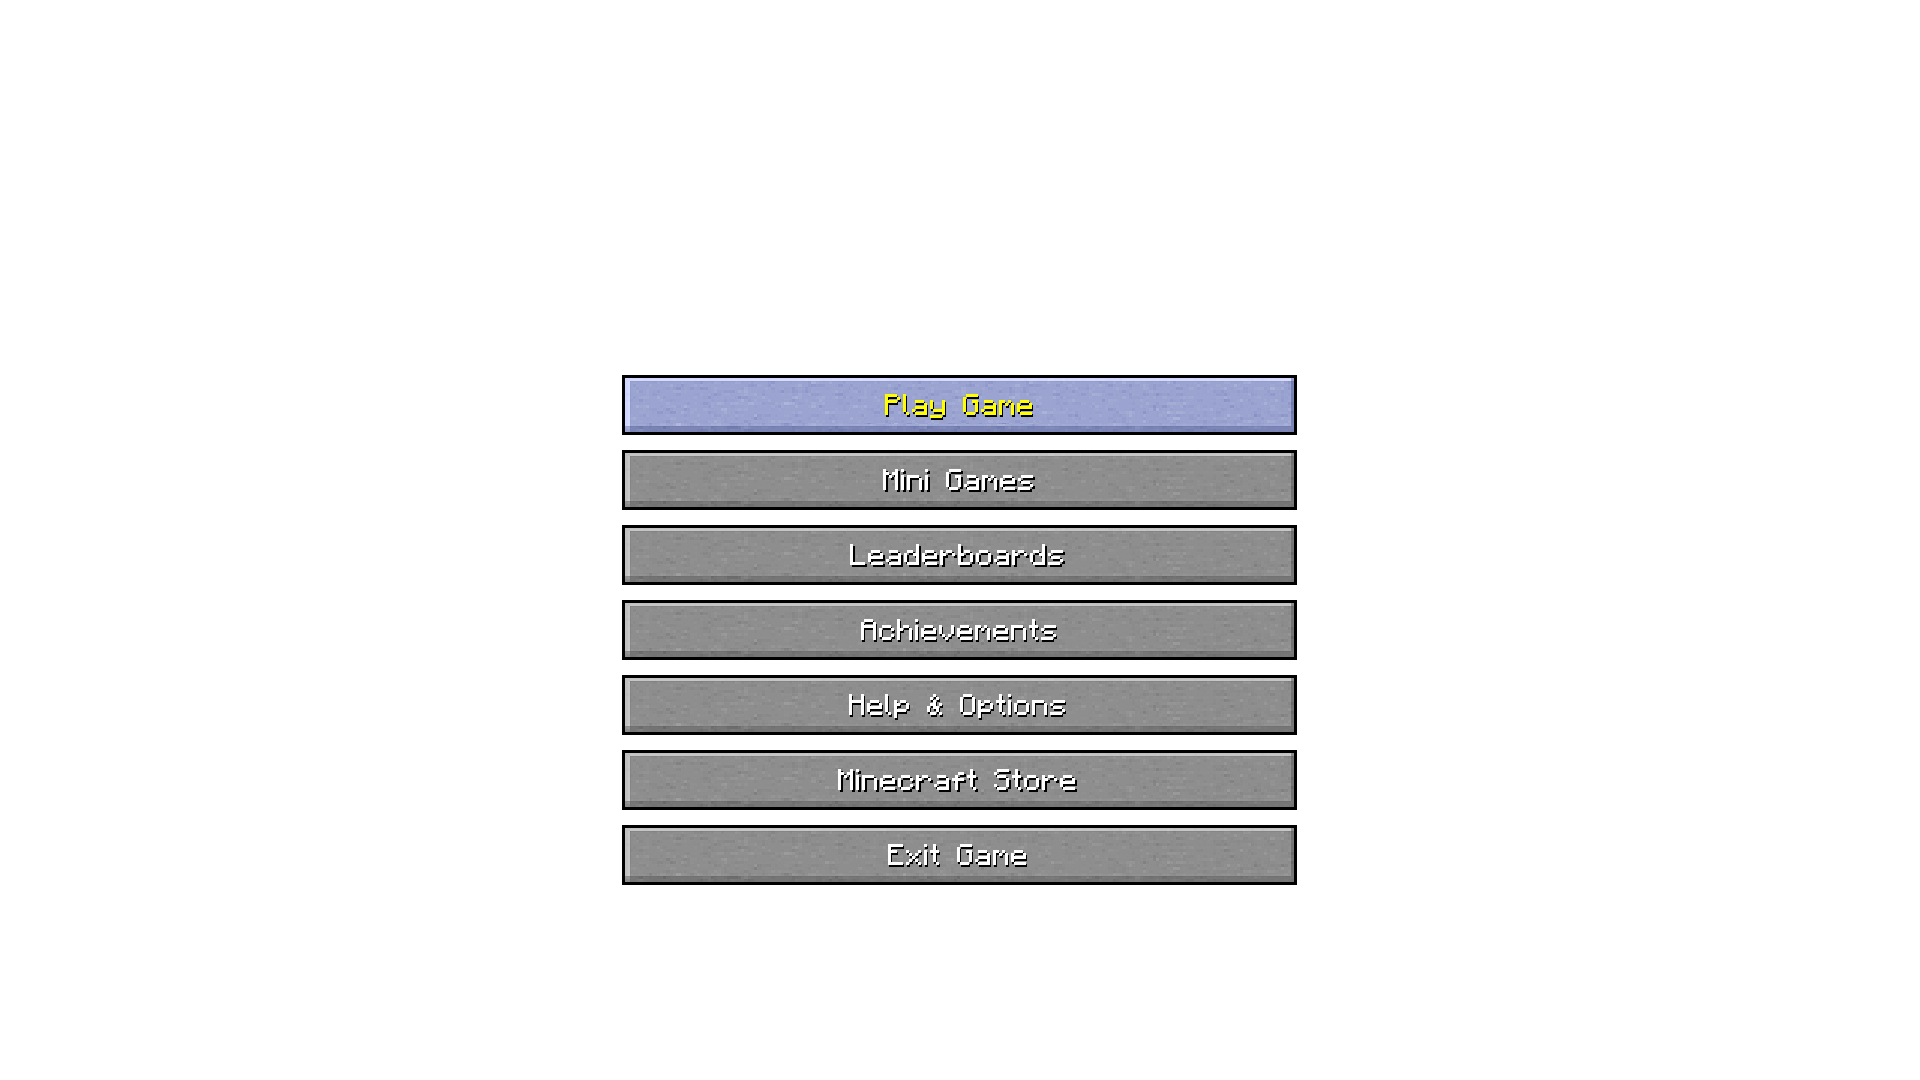 Play Game
Mini Games
Leaderboards
Achievements
Help & Options
Minecraft Store
Exit Game